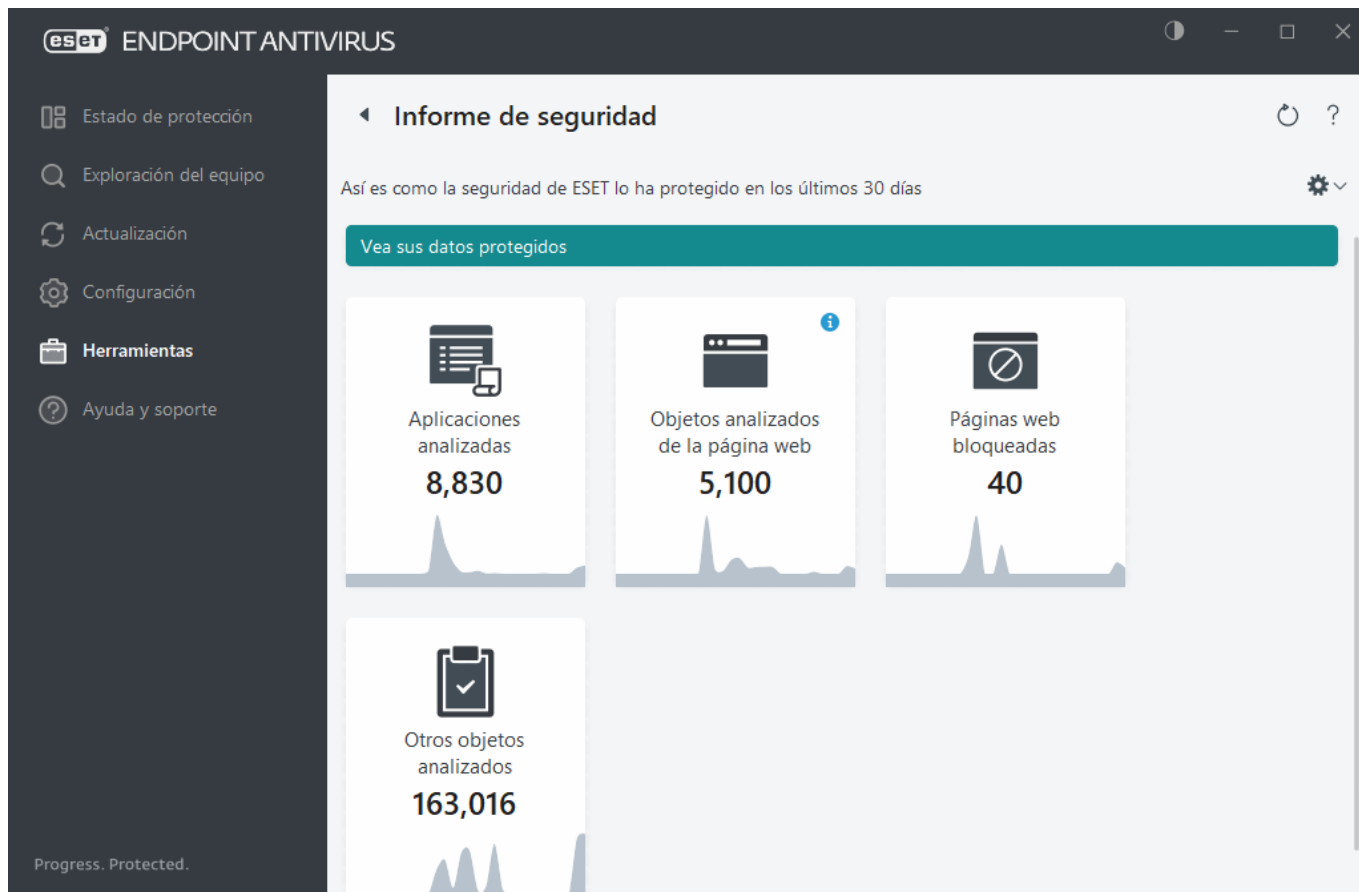 eset ENDPOINT ANTIVIRUS
Estado de protección
Exploración del equipo
Actualización
Configuración
Herramientas
Ayuda y soporte
Progress. Protected.
Informe de seguridad
?
Así es como la seguridad de ESET lo ha protegido en los últimos 30 días
Vea sus datos protegidos
Aplicaciones
analizadas
8,830
Objetos analizados
de la página web
5,100
Páginas web
bloqueadas
40
Otros objetos
analizados
163,016